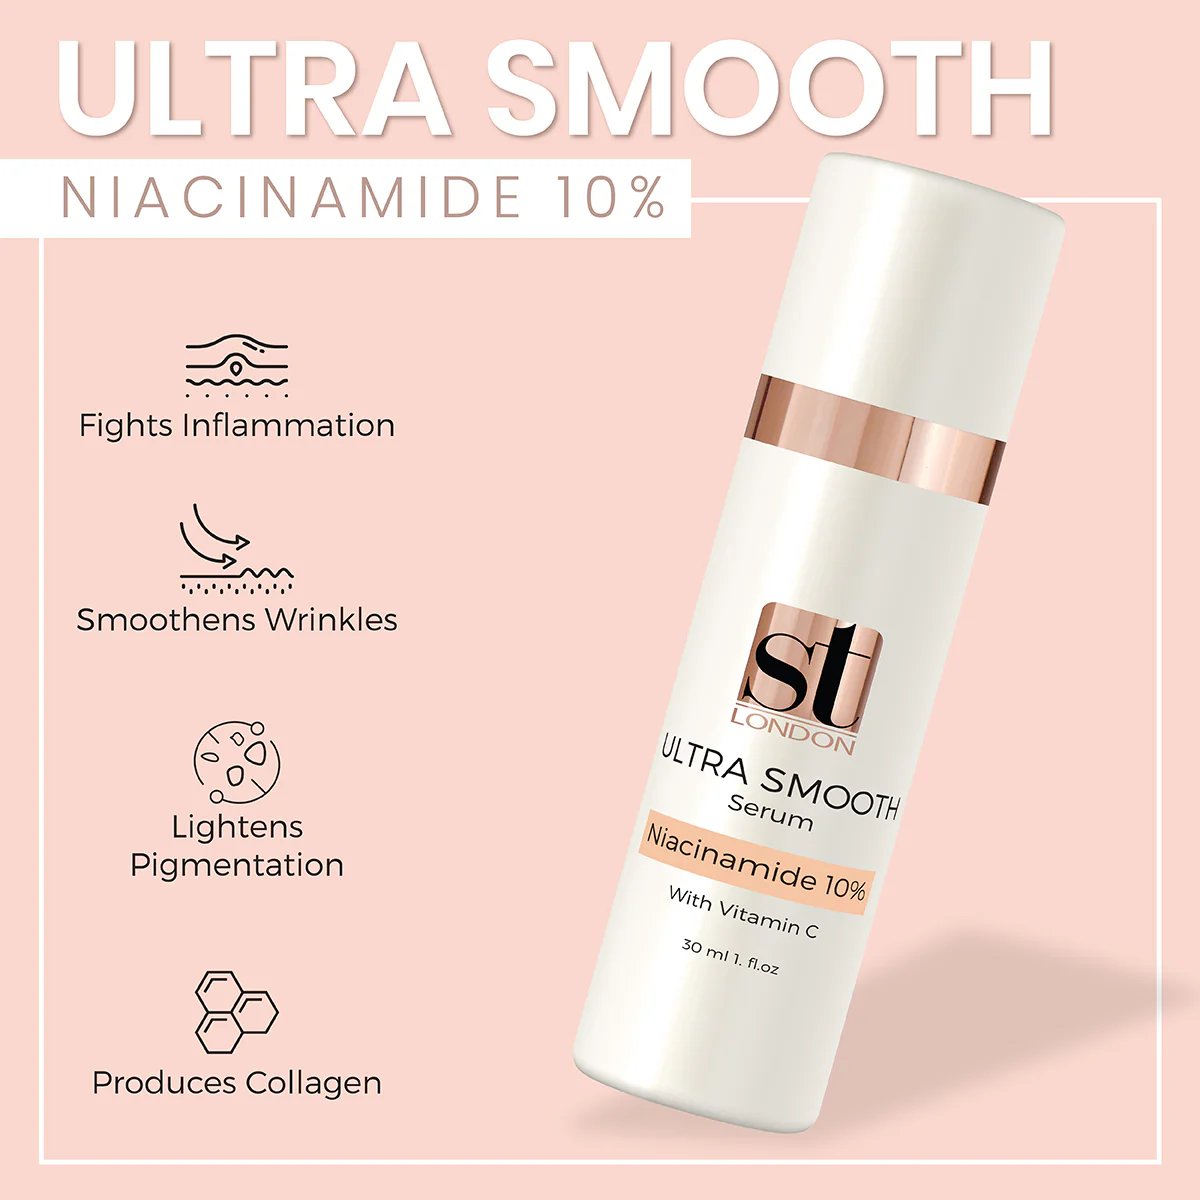 ULTRA SMOOTH
NIACINAMIDE 10%
Fights Inflammation
Smoothens Wrinkles
Lightens
Pigmentation
Produces Collagen
st
LONDON
ULTRA SMOOTH
Serum
Niacinamide 10%
With Vitamin C
30 ml 1. fl.oz